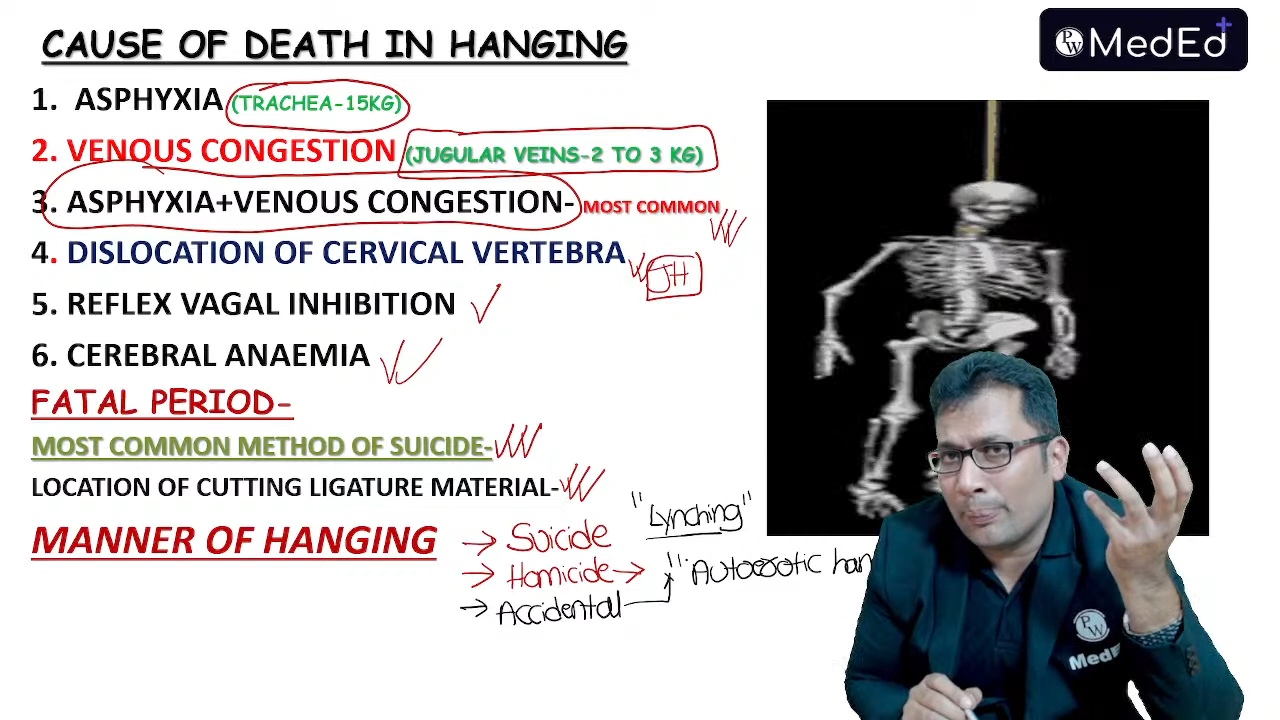 CAUSE OF DEATH IN HANGING
PW MedEd
1. ASPHYXIA (TRACHEA-15KG)
2. VENOUS CONGESTION (JUGULAR VEINS-2 TO 3 KG)
3. ASPHYXIA+VENOUS CONGESTION- MOST COMMON
4. DISLOCATION OF CERVICAL VERTEBRA JH
5. REFLEX VAGAL INHIBITION
6. CEREBRAL ANAEMIA
FATAL PERIOD-
MOST COMMON METHOD OF SUICIDE-
LOCATION OF CUTTING LIGATURE MATERIAL-
MANNER OF HANGING
→ Suicide
"Lynching"
→ Homicide →
"Autoerotic han
→ Accidental
PW
MedEd